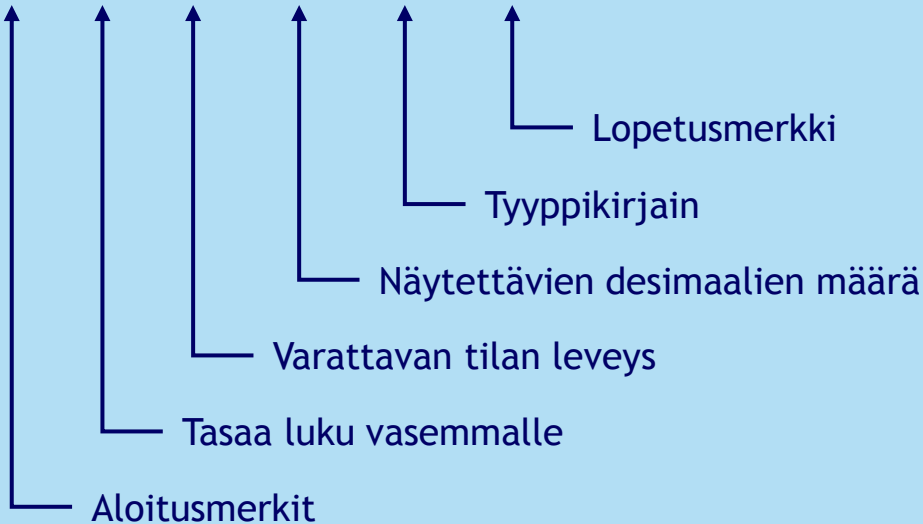 Lopetusmerkki
Tyyppikirjain
Näytettävien desimaalien määrä
Varattavan tilan leveys
Tasaa luku vasemmalle
Aloitusmerkit